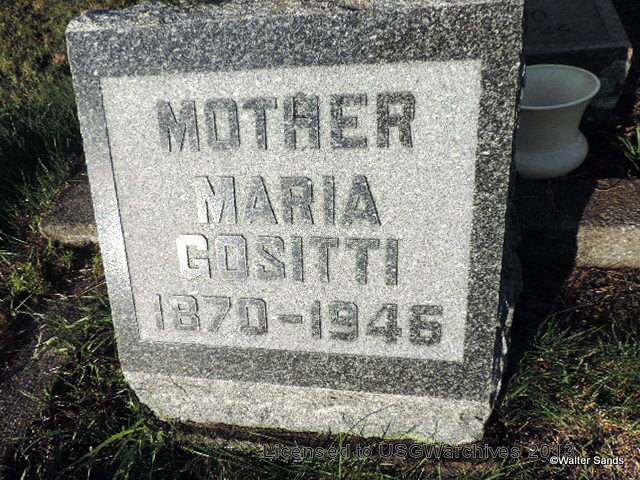 MOTHER
MARIA
GOSITTI
1870-1946
Licensed to USGWarchives 2013
©Walter Sands